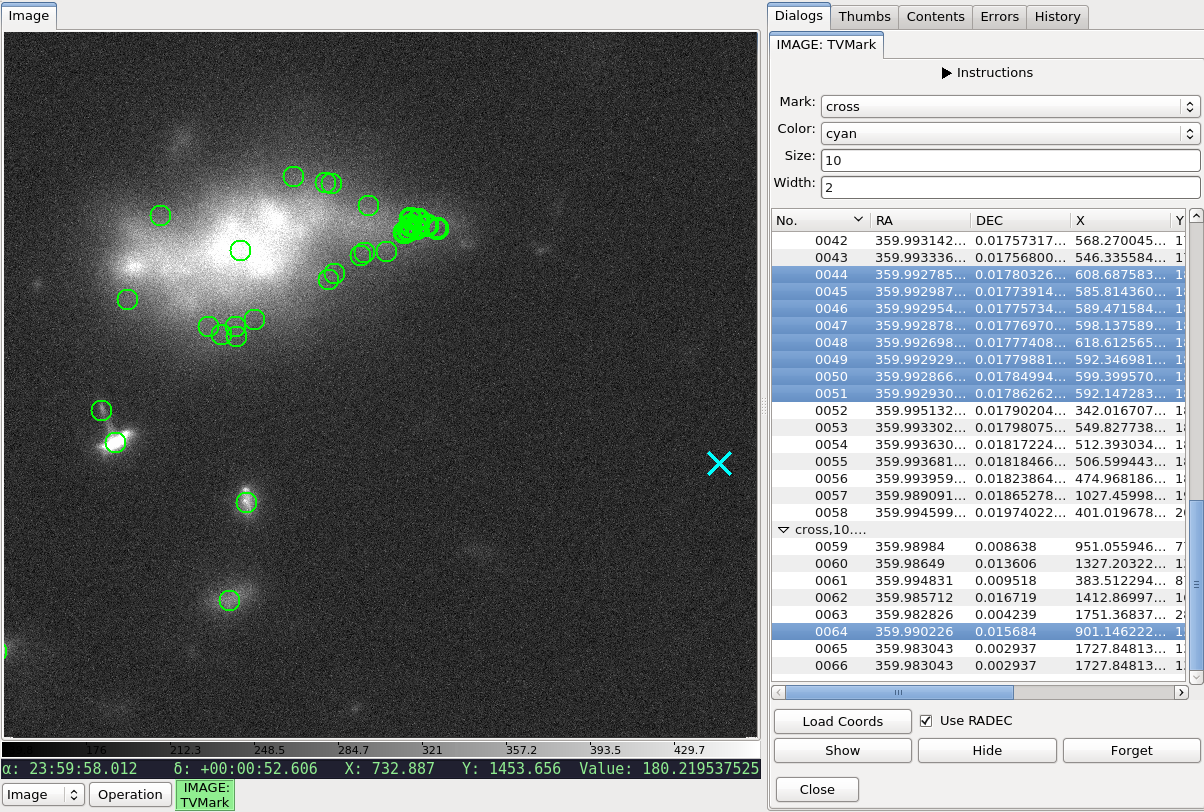 Image
Dialogs Thumbs Contents Errors History
IMAGE: TVMark
Instructions
Mark: cross
Color: cyan
Size: 10
Width: 2
No. RA DEC X Y
0042 359.993142... 0.01757317... 568.270045...
0043 359.993336... 0.01756800... 546.335584...
0044 359.992785... 0.01780326... 608.687583...
0045 359.992987... 0.01773914... 585.814360...
0046 359.992954... 0.01775734... 589.471584...
0047 359.992878... 0.01776970... 598.137589...
0048 359.992698... 0.01777408... 618.612565...
0049 359.992929... 0.01779881... 592.346981...
0050 359.992866... 0.01784994... 599.399570...
0051 359.992930... 0.01786262... 592.147283...
0052 359.995132... 0.01790204... 342.016707...
0053 359.993302... 0.01798075... 549.827738...
0054 359.993630... 0.01817224... 512.393034...
0055 359.993681... 0.01818466... 506.599443...
0056 359.993959... 0.01823864... 474.968186...
0057 359.989091... 0.01865278... 1027.45998...
0058 359.994599... 0.01974022... 401.019678...
cross,10....
0059 359.98984 0.008638 951.055946...
0060 359.98649 0.013606 1327.20322...
0061 359.994831 0.009518 383.512294...
0062 359.985712 0.016719 1412.86997...
0063 359.982826 0.004239 1751.36837...
0064 359.990226 0.015684 901.146222...
0065 359.983043 0.002937 1727.84813...
0066 359.983043 0.002937 1727.84813...
Load Coords Use RADEC
Show Hide Forget
Close
176 212.3 248.5 284.7 321 357.2 393.5 429.7
α: 23:59:58.012 δ: +00:00:52.606 X: 732.887 Y: 1453.656 Value: 180.219537525
Image Operation IMAGE: TVMark